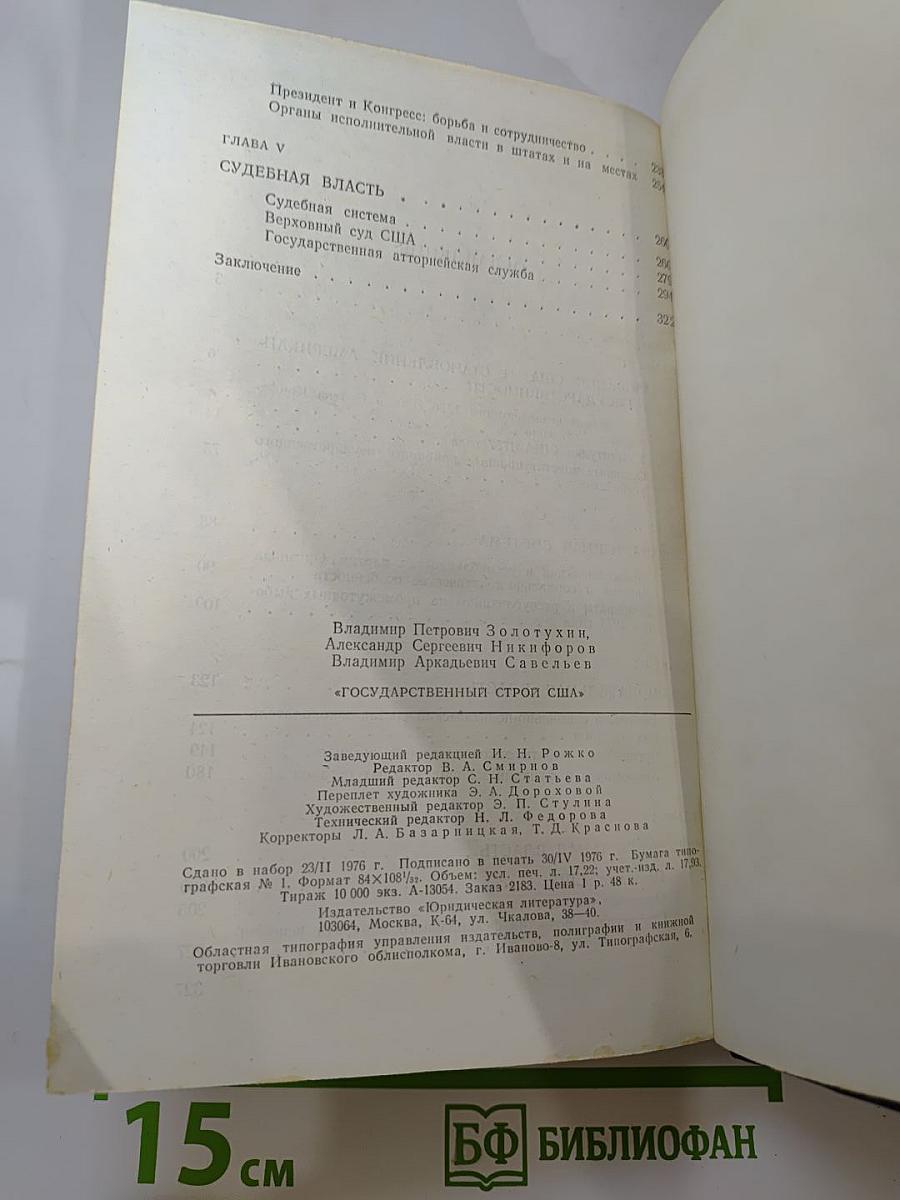 Президент и Конгресс: борьба и сотрудничество . . . .
Органы исполнительной власти в штатах и на местах 254
ГЛАВА V
СУДЕБНАЯ ВЛАСТЬ . . . . . . . . . . . . 266
Судебная система . . . . . . . . . . . 266
Верховный суд США . . . . . . . . . . 279
Государственная атторнейская служба . . . . . . 294
Заключение . . . . . . . . . . . . . . . 322
Владимир Петрович Золотухин,
Александр Сергеевич Никифоров
Владимир Аркадьевич Савельев
«ГОСУДАРСТВЕННЫЙ СТРОЙ США»
Заведующий редакцией И. Н. Рожко
Редактор В. А. Смирнов
Младший редактор С. Н. Статьева
Переплет художника Э. А. Дороховой
Художественный редактор Э. П. Стулина
Технический редактор Н. Л. Федорова
Корректоры Л. А. Базарницкая, Т. Д. Краснова
Сдано в набор 23/II 1976 г. Подписано в печать 30/IV 1976 г. Бумага типо-
графская № 1. Формат 84×108¹/₃₂. Объем: усл. печ. л. 17,22; учет.-изд. л. 17,93.
Тираж 10 000 экз. А-13054. Заказ 2183. Цена 1 р. 48 к.
Издательство «Юридическая литература»,
103064, Москва, К-64, ул. Чкалова, 38—40.
Областная типография управления издательств, полиграфии и книжной
торговли Ивановского облисполкома, г. Иваново-8, ул. Типографская, 6.
15 см
БФ БИБЛИОФАН